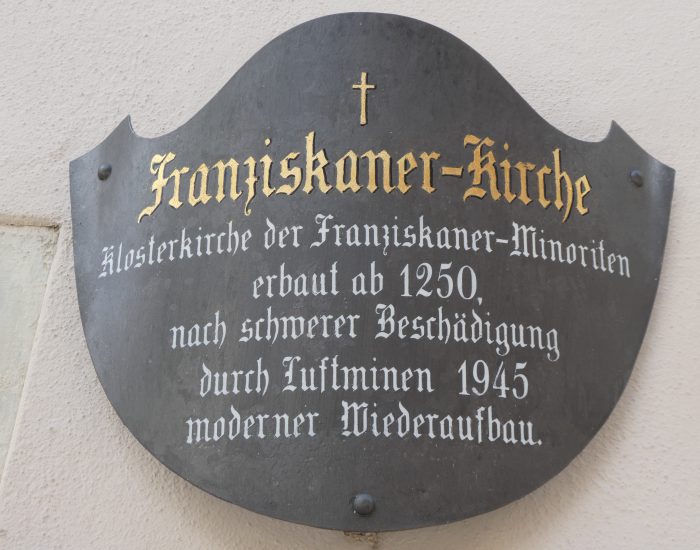 Franziskaner-Kirche
Klosterkirche der Franziskaner-Minoriten
erbaut ab 1250,
nach schwerer Beschädigung
durch Luftminen 1945
moderner Wiederaufbau.